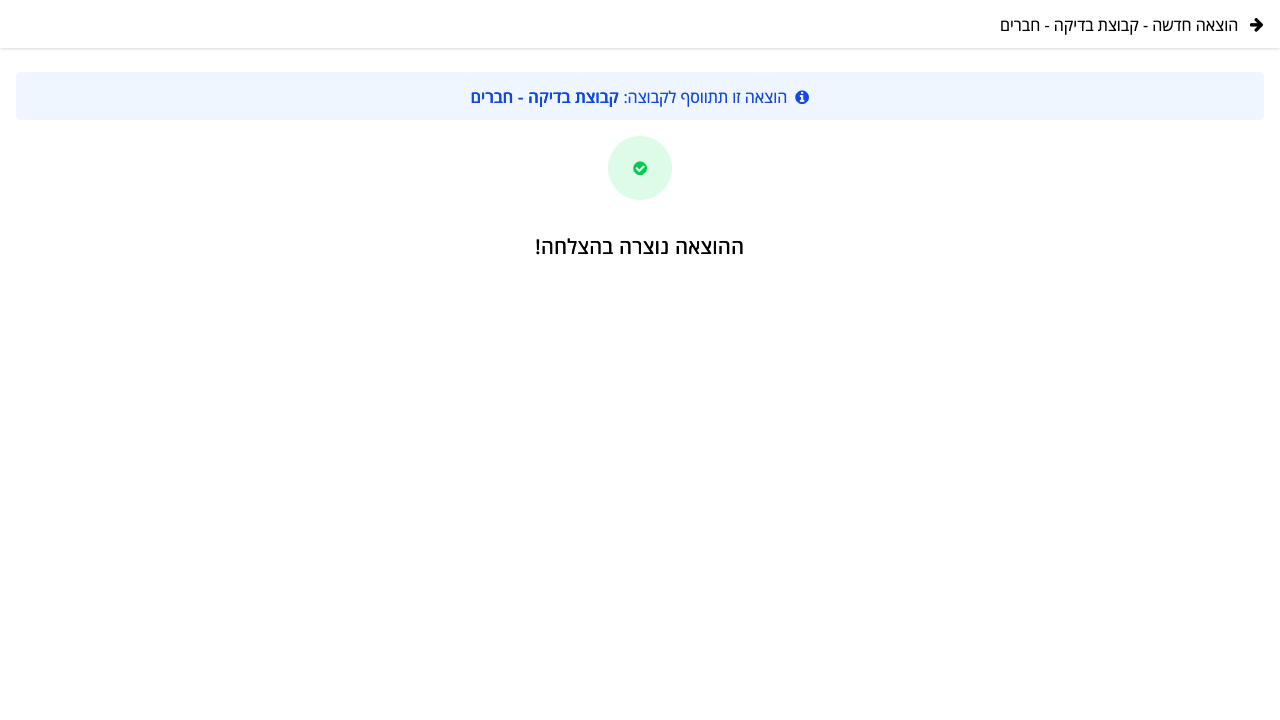 הוצאה חדשה - קבוצת בדיקה - חברים
הוצאה זו תתווסף לקבוצה: קבוצת בדיקה - חברים
ההוצאה נוצרה בהצלחה!